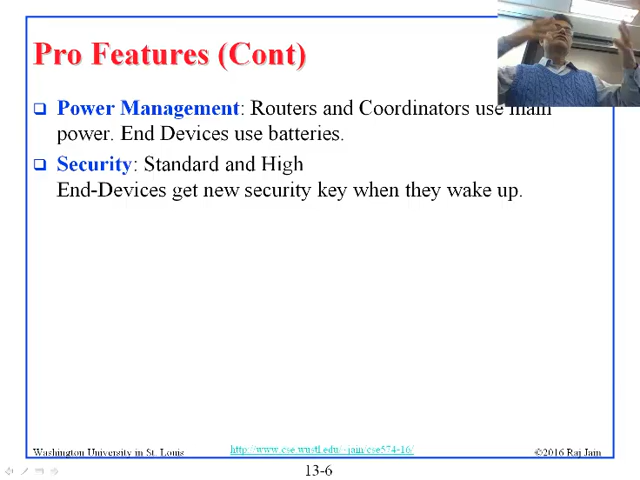 Pro Features (Cont)
❑ Power Management: Routers and Coordinators use main
power. End Devices use batteries.
❑ Security: Standard and High
End-Devices get new security key when they wake up.
Washington University in St. Louis
http://www.cse.wustl.edu/~jain/cse574-16/
©2016 Raj Jain
13-6